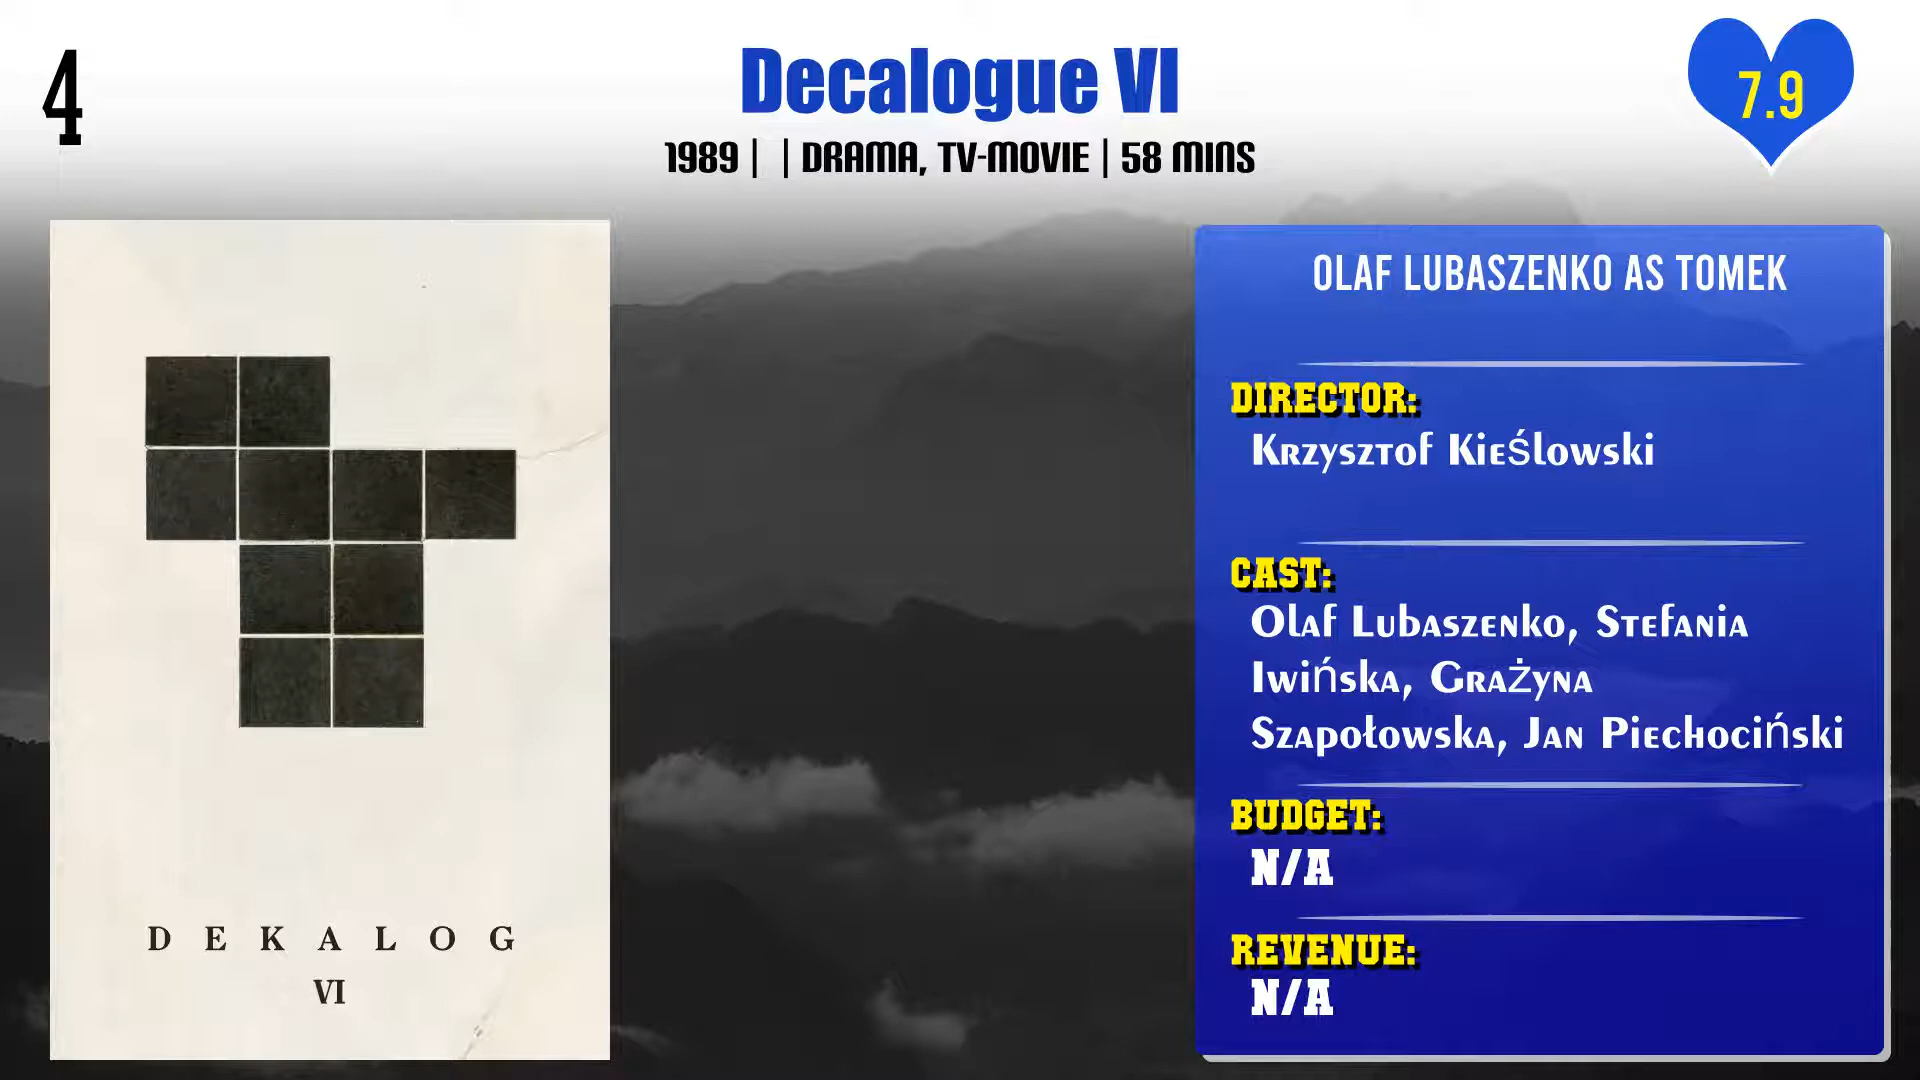 4
Decalogue VI
7.9
1989 | | DRAMA, TV-MOVIE | 58 MINS
DEKALOG
VI
OLAF LUBASZENKO AS TOMEK
DIRECTOR:
Krzysztof Kieślowski
CAST:
Olaf Lubaszenko, Stefania
Iwińska, Grażyna
Szapołowska, Jan Piechociński
BUDGET:
N/A
REVENUE:
N/A